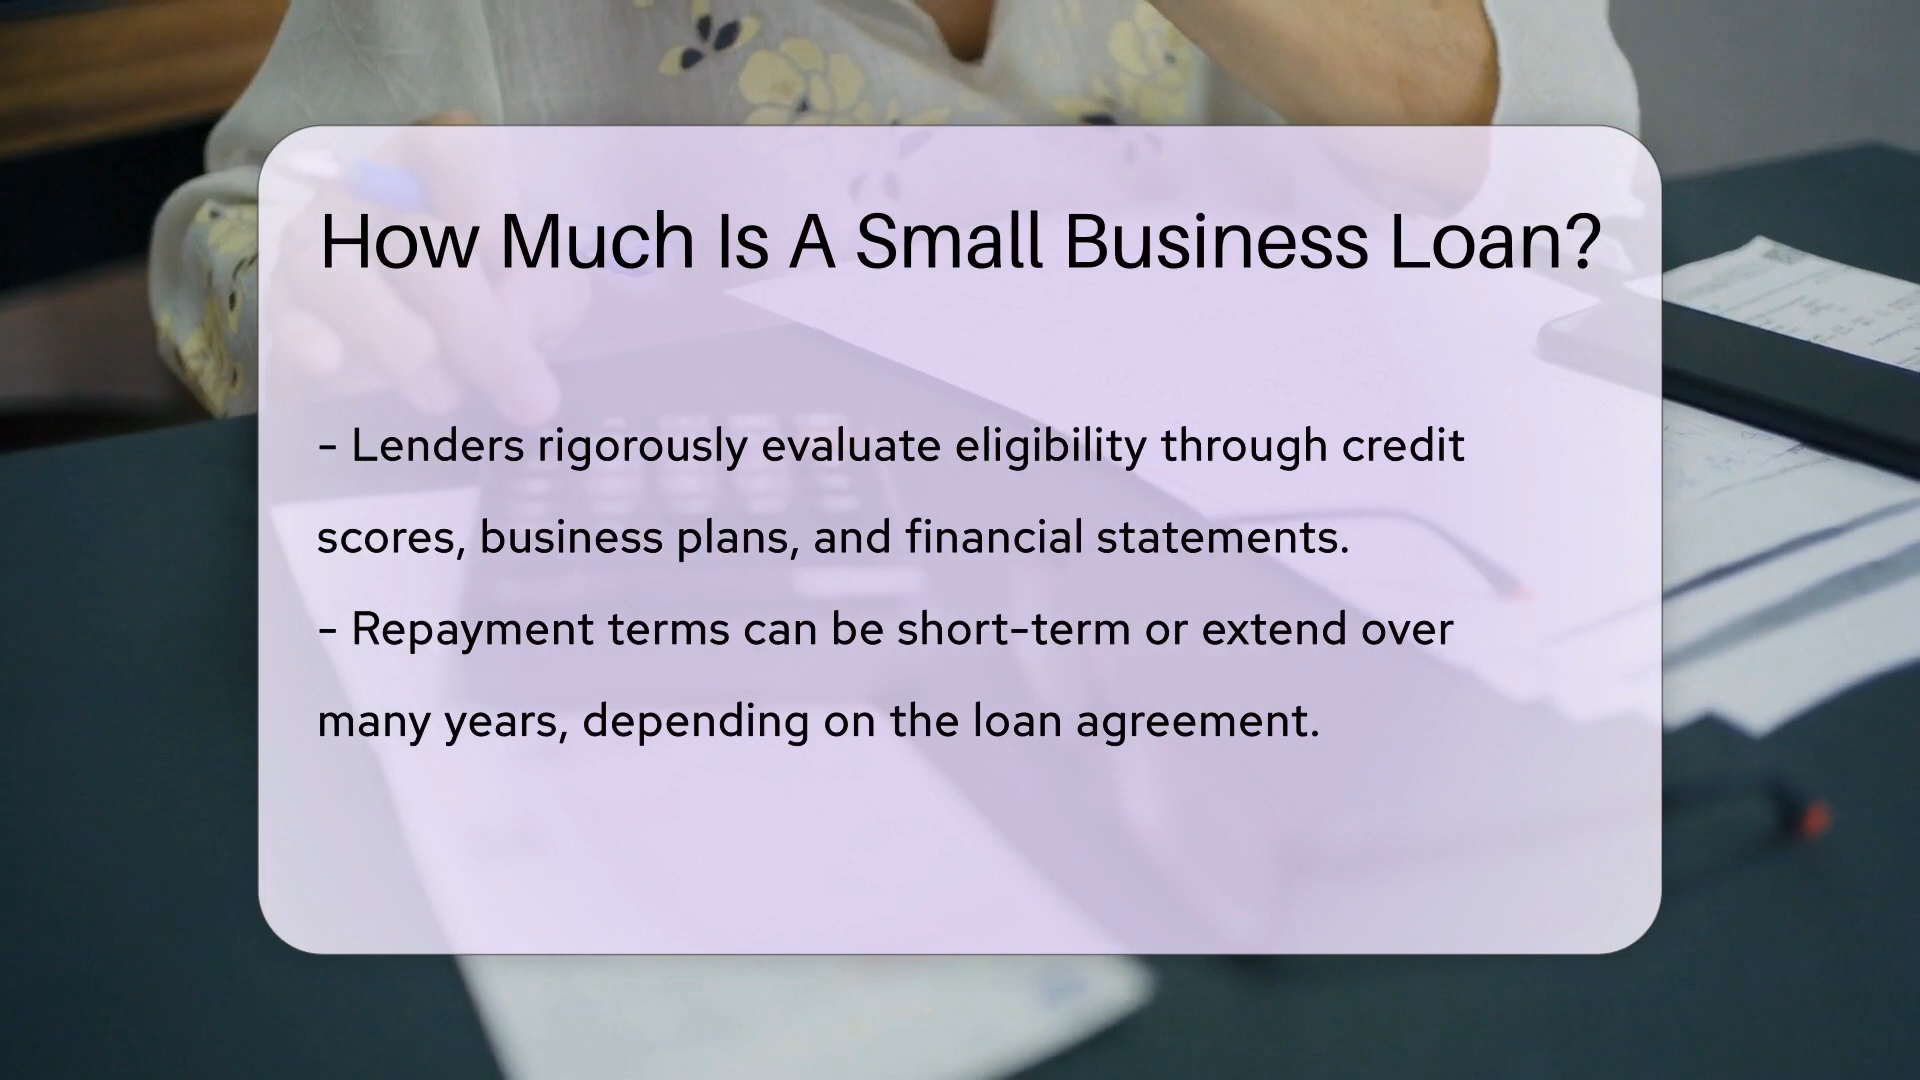 How Much Is A Small Business Loan?
- Lenders rigorously evaluate eligibility through credit
scores, business plans, and financial statements.
- Repayment terms can be short-term or extend over
many years, depending on the loan agreement.